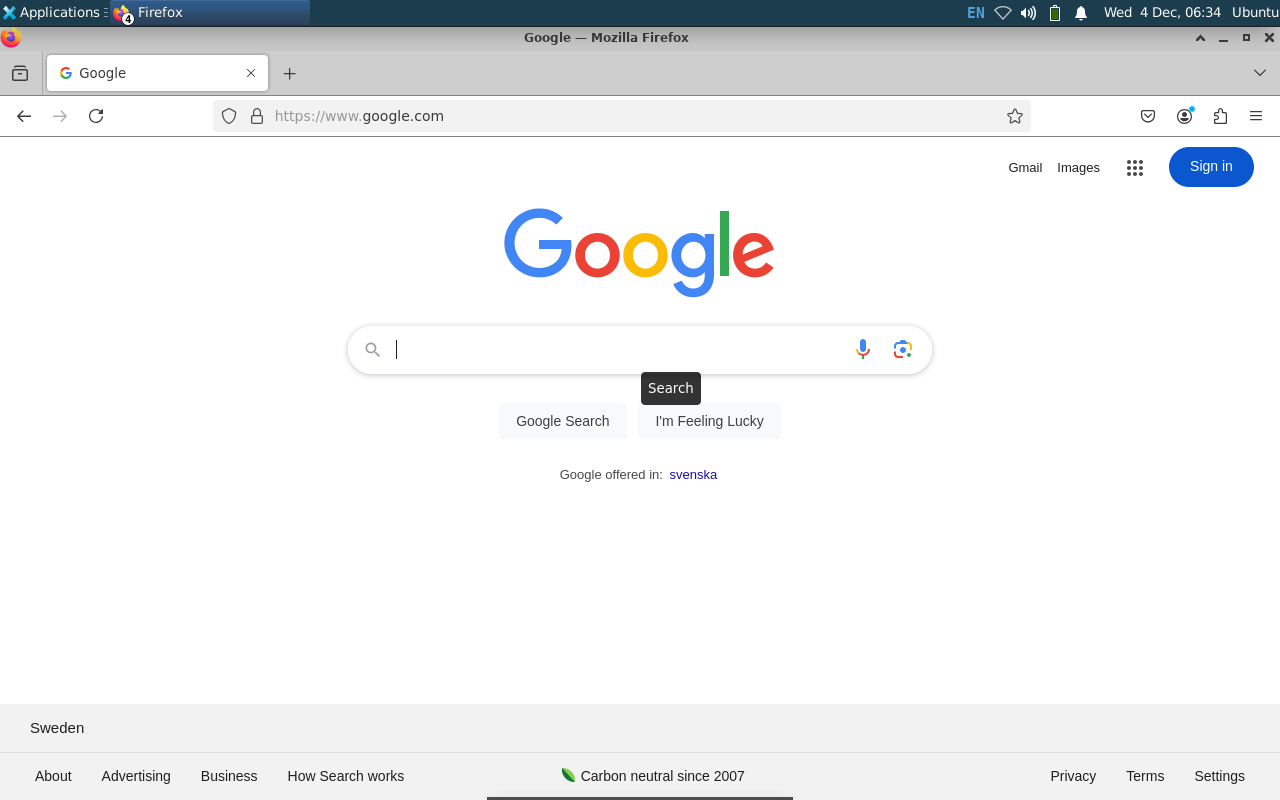 Applications
4
Firefox
EN
Wed 4 Dec, 06:34
Ubuntu
Google — Mozilla Firefox
Google
https://www.google.com
Gmail
Images
Sign in
Google
Search
Google Search
I'm Feeling Lucky
Google offered in: svenska
Sweden
About
Advertising
Business
How Search works
Carbon neutral since 2007
Privacy
Terms
Settings